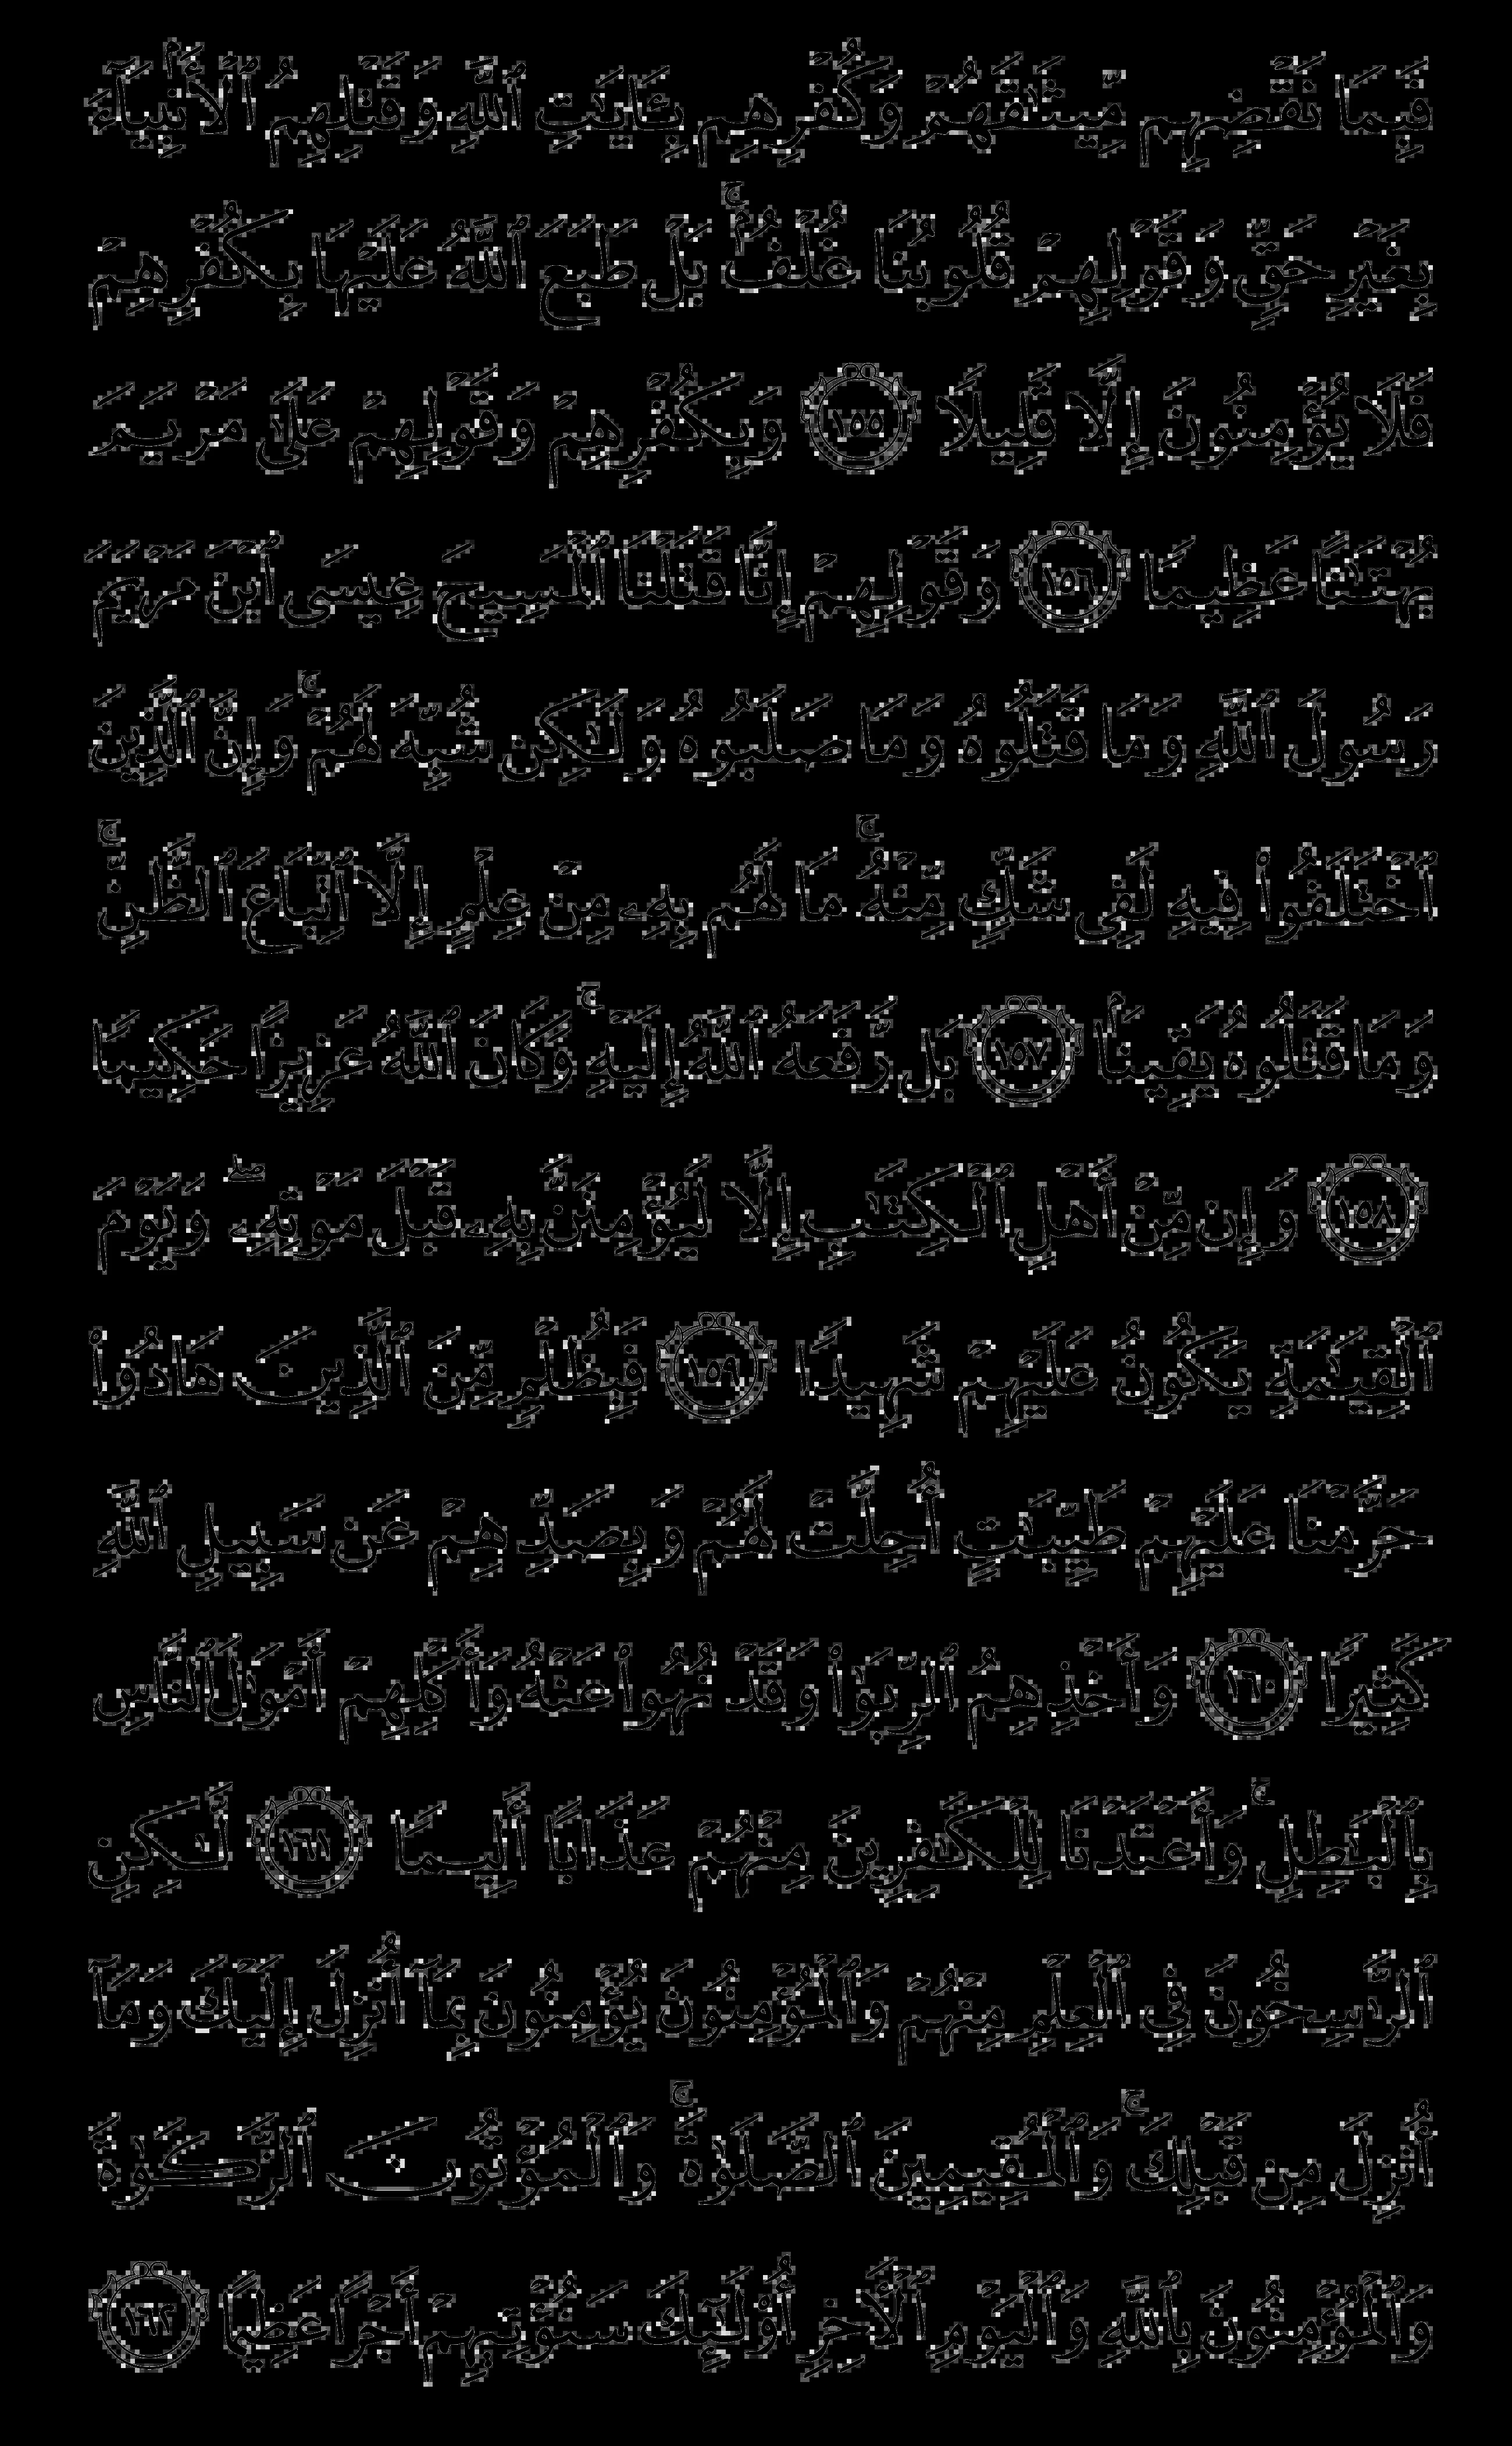 فَبِمَا نَقْضِهِم مِّيثَٰقَهُمْ وَكُفْرِهِم بِـَٔايَٰتِ ٱللَّهِ وَقَتْلِهِمُ ٱلْأَنۢبِيَآءَ
بِغَيْرِ حَقٍّ وَقَوْلِهِمْ قُلُوبُنَا غُلْفٌۢ ۚ بَلْ طَبَعَ ٱللَّهُ عَلَيْهَا بِكُفْرِهِمْ
فَلَا يُؤْمِنُونَ إِلَّا قَلِيلًا ١٥٥ وَبِكُفْرِهِمْ وَقَوْلِهِمْ عَلَىٰ مَرْيَمَ
بُهْتَٰنًا عَظِيمًا ١٥٦ وَقَوْلِهِمْ إِنَّا قَتَلْنَا ٱلْمَسِيحَ عِيسَى ٱبْنَ مَرْيَمَ
رَسُولَ ٱللَّهِ وَمَا قَتَلُوهُ وَمَا صَلَبُوهُ وَلَٰكِن شُبِّهَ لَهُمْ ۚ وَإِنَّ ٱلَّذِينَ
ٱخْتَلَفُوا۟ فِيهِ لَفِى شَكٍّ مِّنْهُ ۚ مَا لَهُم بِهِۦ مِنْ عِلْمٍ إِلَّا ٱتِّبَاعَ ٱلظَّنِّ ۚ
وَمَا قَتَلُوهُ يَقِينًۢا ١٥٧ بَل رَّفَعَهُ ٱللَّهُ إِلَيْهِ ۚ وَكَانَ ٱللَّهُ عَزِيزًا حَكِيمًا
١٥٨ وَإِن مِّنْ أَهْلِ ٱلْكِتَٰبِ إِلَّا لَيُؤْمِنَنَّ بِهِۦ قَبْلَ مَوْتِهِۦ ۖ وَيَوْمَ
ٱلْقِيَٰمَةِ يَكُونُ عَلَيْهِمْ شَهِيدًا ١٥٩ فَبِظُلْمٍ مِّنَ ٱلَّذِينَ هَادُوا۟
حَرَّمْنَا عَلَيْهِمْ طَيِّبَٰتٍ أُحِلَّتْ لَهُمْ وَبِصَدِّهِمْ عَن سَبِيلِ ٱللَّهِ
كَثِيرًا ١٦٠ وَأَخْذِهِمُ ٱلرِّبَوٰا۟ وَقَدْ نُهُوا۟ عَنْهُ وَأَكْلِهِمْ أَمْوَٰلَ ٱلنَّاسِ
بِٱلْبَٰطِلِ ۚ وَأَعْتَدْنَا لِلْكَٰفِرِينَ مِنْهُمْ عَذَابًا أَلِيمًا ١٦١ لَّٰكِنِ
ٱلرَّٰسِخُونَ فِى ٱلْعِلْمِ مِنْهُمْ وَٱلْمُؤْمِنُونَ يُؤْمِنُونَ بِمَآ أُنزِلَ إِلَيْكَ وَمَآ
أُنزِلَ مِن قَبْلِكَ ۚ وَٱلْمُقِيمِينَ ٱلصَّلَوٰةَ ۚ وَٱلْمُؤْتُونَ ٱلزَّكَوٰةَ
وَٱلْمُؤْمِنُونَ بِٱللَّهِ وَٱلْيَوْمِ ٱلْـَٔاخِرِ أُو۟لَٰٓئِكَ سَنُؤْتِيهِمْ أَجْرًا عَظِيمًا ١٦٢